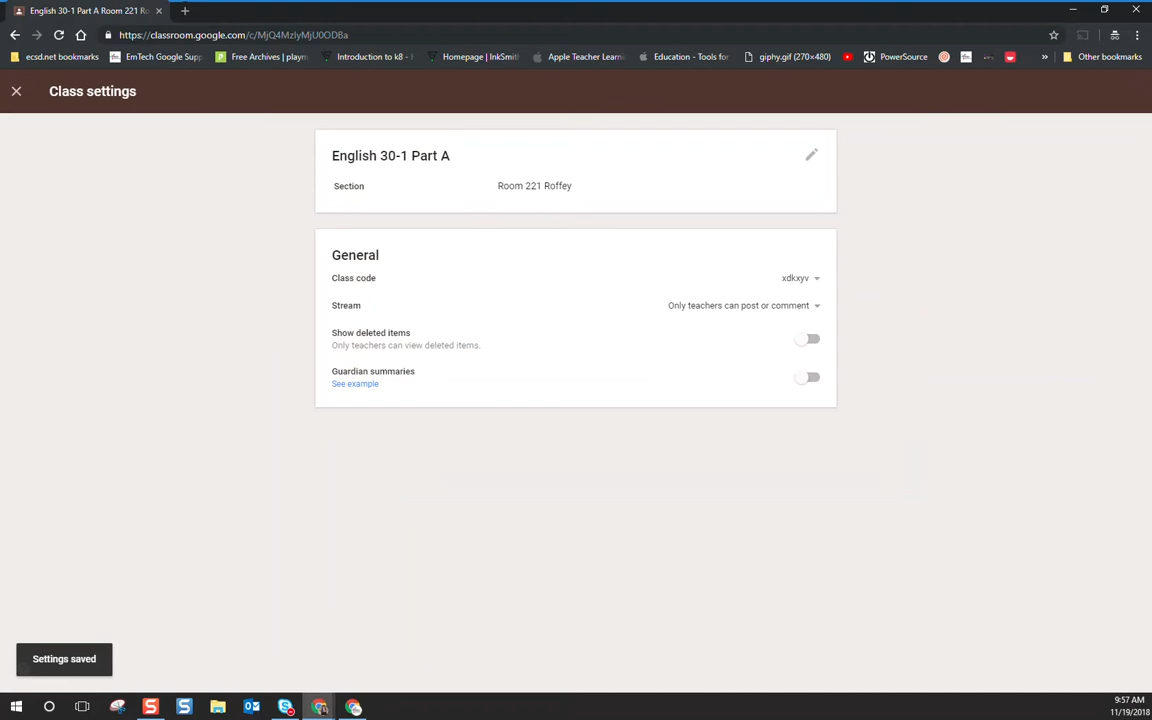 English 30-1 Part A Room 221 Ro
https://classroom.google.com/c/MjQ4MzIyMjU0ODBa
ecsd.net bookmarks
EmTech Google Supp
Free Archives | playm
Introduction to k8 -
Homepage | InkSmith
Apple Teacher Learni
Education - Tools for
giphy.gif (270×480)
PowerSource
»
Other bookmarks
Class settings
English 30-1 Part A
Section Room 221 Roffey
General
Class code xdkxyv
Stream Only teachers can post or comment
Show deleted items
Only teachers can view deleted items.
Guardian summaries
See example
Settings saved
9:57 AM
11/19/2018